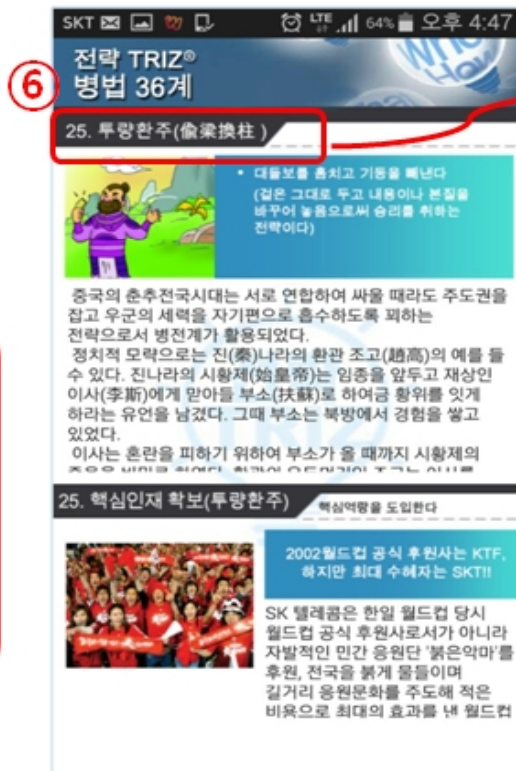 SKT LTE 64% 오후 4:47
전략 TRIZ®
병법 36계
⑥
25. 투량환주(偷梁換柱 )
• 대들보를 훔치고 기둥을 빼낸다
(겉은 그대로 두고 내용이나 본질을
바꾸어 놓음으로써 승리를 취하는
전략이다)
중국의 춘추전국시대는 서로 연합하여 싸울 때라도 주도권을
잡고 우군의 세력을 자기편으로 흡수하도록 꾀하는
전략으로서 병전계가 활용되었다.
정치적 모략으로는 진(秦)나라의 환관 조고(趙高)의 예를 들
수 있다. 진나라의 시황제(始皇帝)는 임종을 앞두고 재상인
이사(李斯)에게 맏아들 부소(扶蘇)로 하여금 황위를 잇게
하라는 유언을 남겼다. 그때 부소는 북방에서 경험을 쌓고
있었다.
이사는 혼란을 피하기 위하여 부소가 올 때까지 시황제의
25. 핵심인재 확보(투량환주)
핵심역량을 도입한다
2002월드컵 공식 후원사는 KTF,
하지만 최대 수혜자는 SKT!!
SK 텔레콤은 한일 월드컵 당시
월드컵 공식 후원사로서가 아니라
자발적인 민간 응원단 '붉은악마'를
후원, 전국을 붉게 물들이며
길거리 응원문화를 주도해 적은
비용으로 최대의 효과를 낸 월드컵